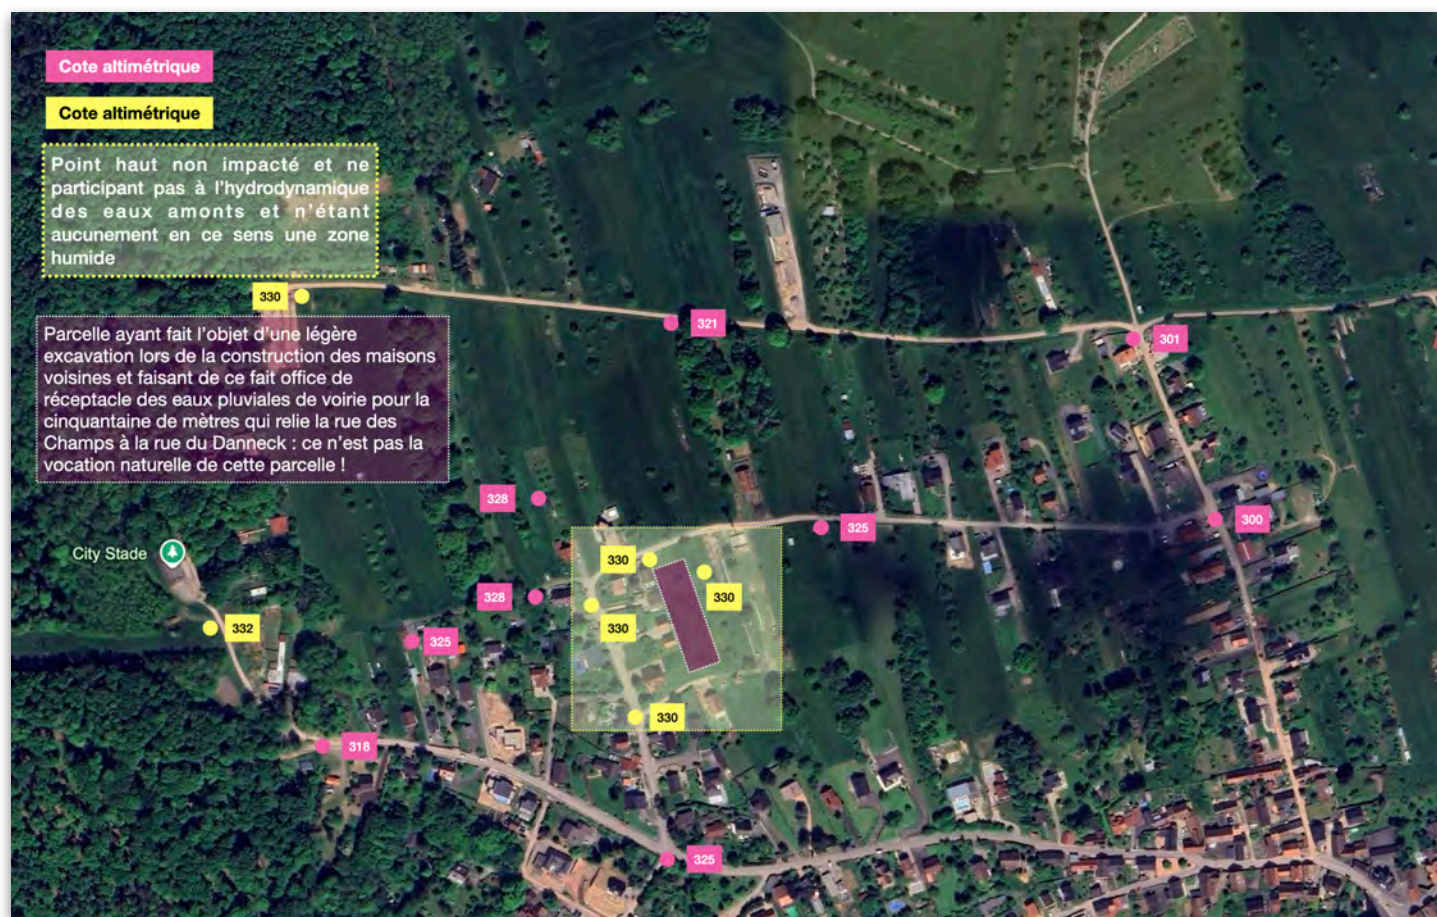 Cote altimétrique
Cote altimétrique
Point haut non impacté et ne
participant pas à l’hydrodynamique
des eaux amonts et n’étant
aucunement en ce sens une zone
humide
330
Parcelle ayant fait l’objet d’une légère
excavation lors de la construction des maisons
voisines et faisant de ce fait office de
réceptacle des eaux pluviales de voirie pour la
cinquantaine de mètres qui relie la rue des
Champs à la rue du Danneck : ce n’est pas la
vocation naturelle de cette parcelle !
321
301
328
325
300
City Stade
330
330
328
330
332
325
330
318
325